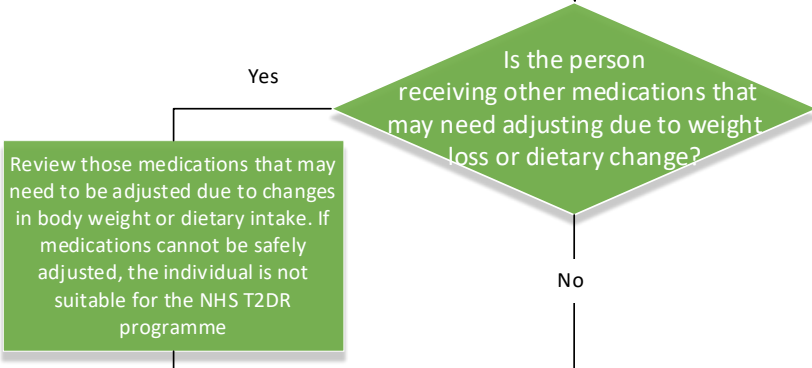 Is the person
receiving other medications that
may need adjusting due to weight
loss or dietary change?
Yes
Review those medications that may
need to be adjusted due to changes
in body weight or dietary intake. If
medications cannot be safely
adjusted, the individual is not
suitable for the NHS T2DR
programme
No